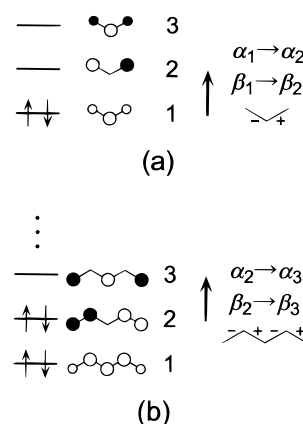 3
2 α₁→α₂
β₁→β₂
1 - +
(a)
3 α₂→α₃
2 β₂→β₃
- + - +
1
(b)